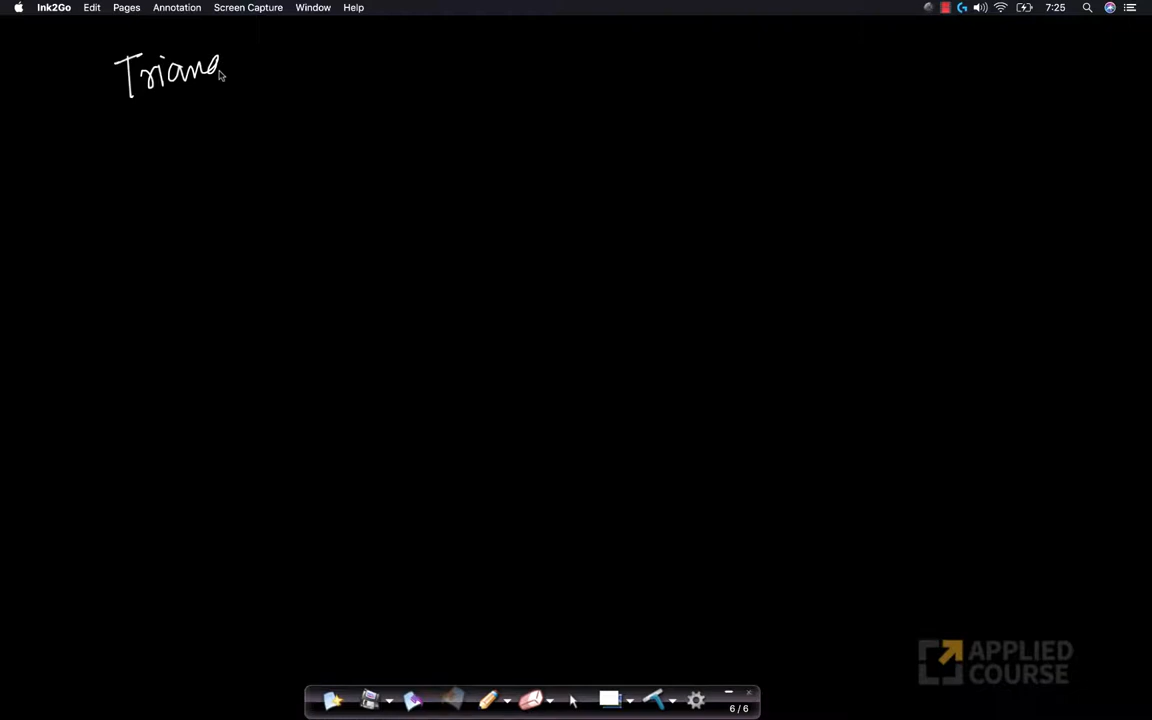 Ink2Go Edit Pages Annotation Screen Capture Window Help 7:25
Triang
6 / 6
APPLIED
COURSE